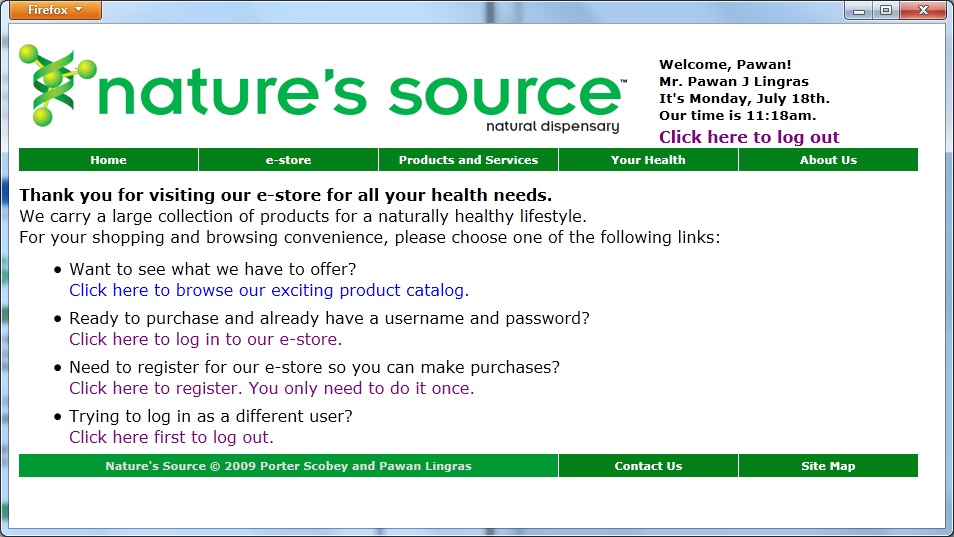 Firefox
nature's source™
natural dispensary
Welcome, Pawan!
Mr. Pawan J Lingras
It's Monday, July 18th.
Our time is 11:18am.
Click here to log out
Home e-store Products and Services Your Health About Us
Thank you for visiting our e-store for all your health needs.
We carry a large collection of products for a naturally healthy lifestyle.
For your shopping and browsing convenience, please choose one of the following links:
• Want to see what we have to offer?
Click here to browse our exciting product catalog.
• Ready to purchase and already have a username and password?
Click here to log in to our e-store.
• Need to register for our e-store so you can make purchases?
Click here to register. You only need to do it once.
• Trying to log in as a different user?
Click here first to log out.
Nature's Source © 2009 Porter Scobey and Pawan Lingras Contact Us Site Map